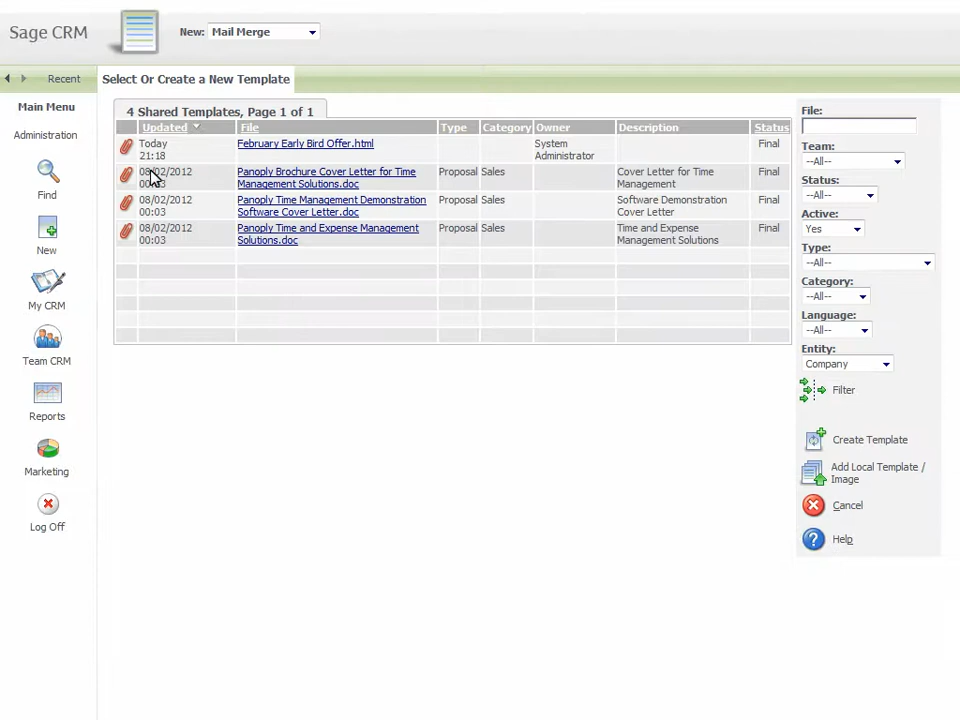 Sage CRM
New: Mail Merge
Recent
Select Or Create a New Template
Main Menu
Administration
Find
New
My CRM
Team CRM
Reports
Marketing
Log Off
4 Shared Templates, Page 1 of 1
Updated File Type Category Owner Description Status
Today
21:18
February Early Bird Offer.html
System
Administrator
Final
08/02/2012
Panoply Brochure Cover Letter for Time
Management Solutions.doc
Proposal Sales
Cover Letter for Time
Management
Final
08/02/2012
00:03
Panoply Time Management Demonstration
Software Cover Letter.doc
Proposal Sales
Software Demonstration
Cover Letter
Final
08/02/2012
00:03
Panoply Time and Expense Management
Solutions.doc
Proposal Sales
Time and Expense
Management Solutions
Final
File:
Team:
--All--
Status:
--All--
Active:
Yes
Type:
--All--
Category:
--All--
Language:
--All--
Entity:
Company
Filter
Create Template
Add Local Template /
Image
Cancel
Help